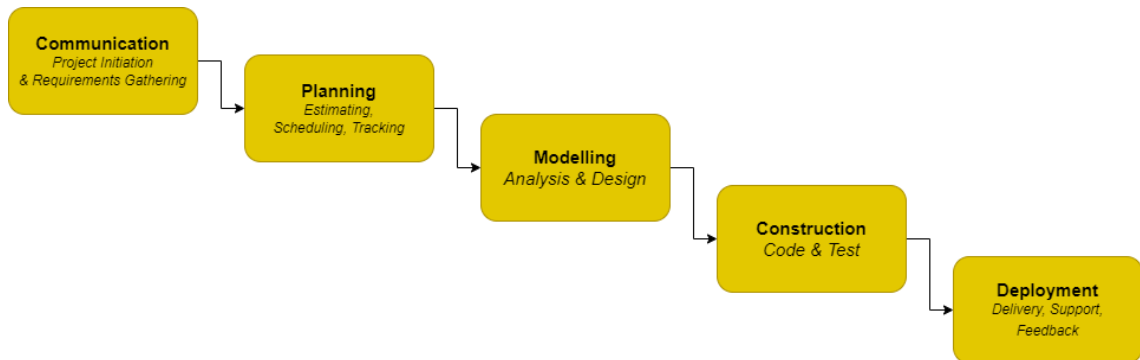 Communication
Project Initiation
& Requirements Gathering
Planning
Estimating,
Scheduling, Tracking
Modelling
Analysis & Design
Construction
Code & Test
Deployment
Delivery, Support,
Feedback